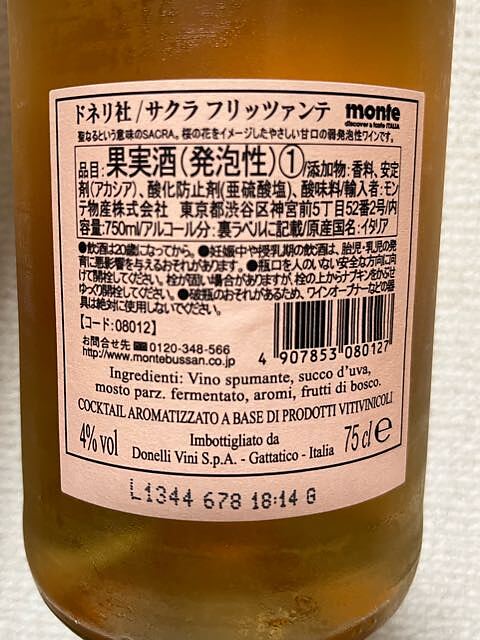 ドネリ社/サクラ フリッツァンテ monte
discover & taste ITALIA
聖なるという意味のSACRA。桜の花をイメージしたやさしい甘口の弱発泡性ワインです。
品目:果実酒(発泡性)①/添加物:香料、安定
剤(アカシア)、酸化防止剤(亜硫酸塩)、酸味料/輸入者:モン
テ物産株式会社 東京都渋谷区神宮前5丁目52番2号/内
容量:750ml/アルコール分:裏ラベルに記載/原産国名:イタリア
●飲酒は20歳になってから。●妊娠中や授乳期の飲酒は、胎児・乳児の発
育に悪影響を与えるおそれがあります。●瓶口を人のいない安全な方向に向
けて開栓してください。栓が固い場合がありますが、栓の上からナプキンをかぶせ
ゆっくり開栓してください。●破瓶のおそれがあるため、ワインオープナーなどの器
具は絶対に使用しないでください。
【コード:08012】
お問合せ先 0120-348-566
http://www.montebussan.co.jp
4 907853 080127
Ingredienti: Vino spumante, succo d'uva,
mosto parz. fermentato, aromi, frutti di bosco.
COCKTAIL AROMATIZZATO A BASE DI PRODOTTI VITIVINICOLI
4% vol Imbottigliato da 75 cl e
Donelli Vini S.p.A. - Gattatico - Italia
L1344 678 18:14 G